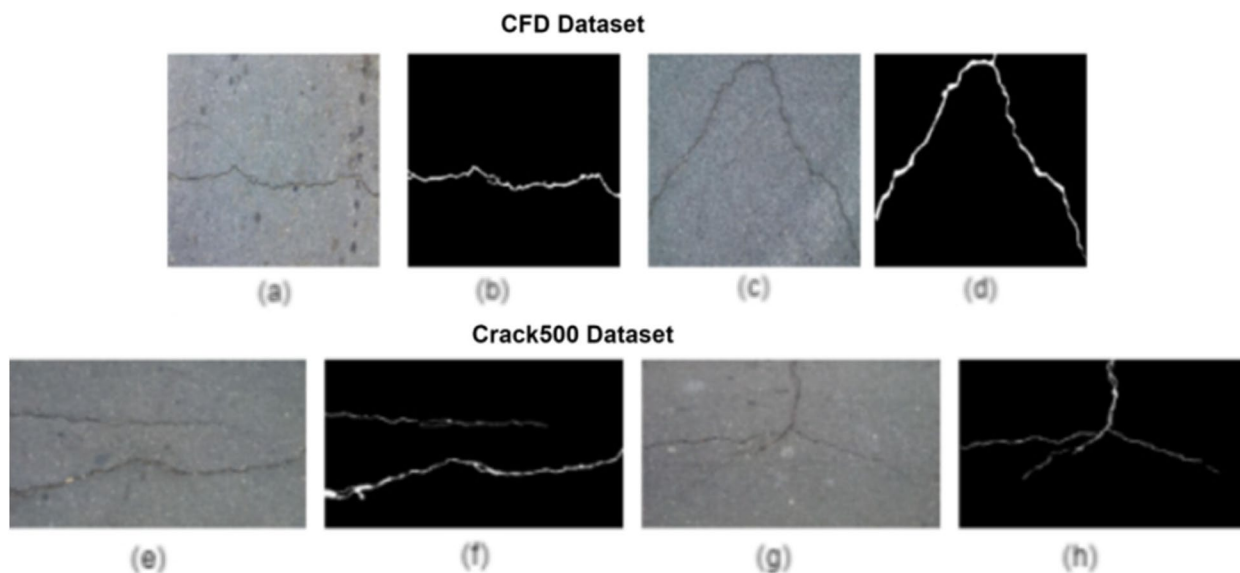 CFD Dataset
(a) (b) (c) (d)
Crack500 Dataset
(e) (f) (g) (h)